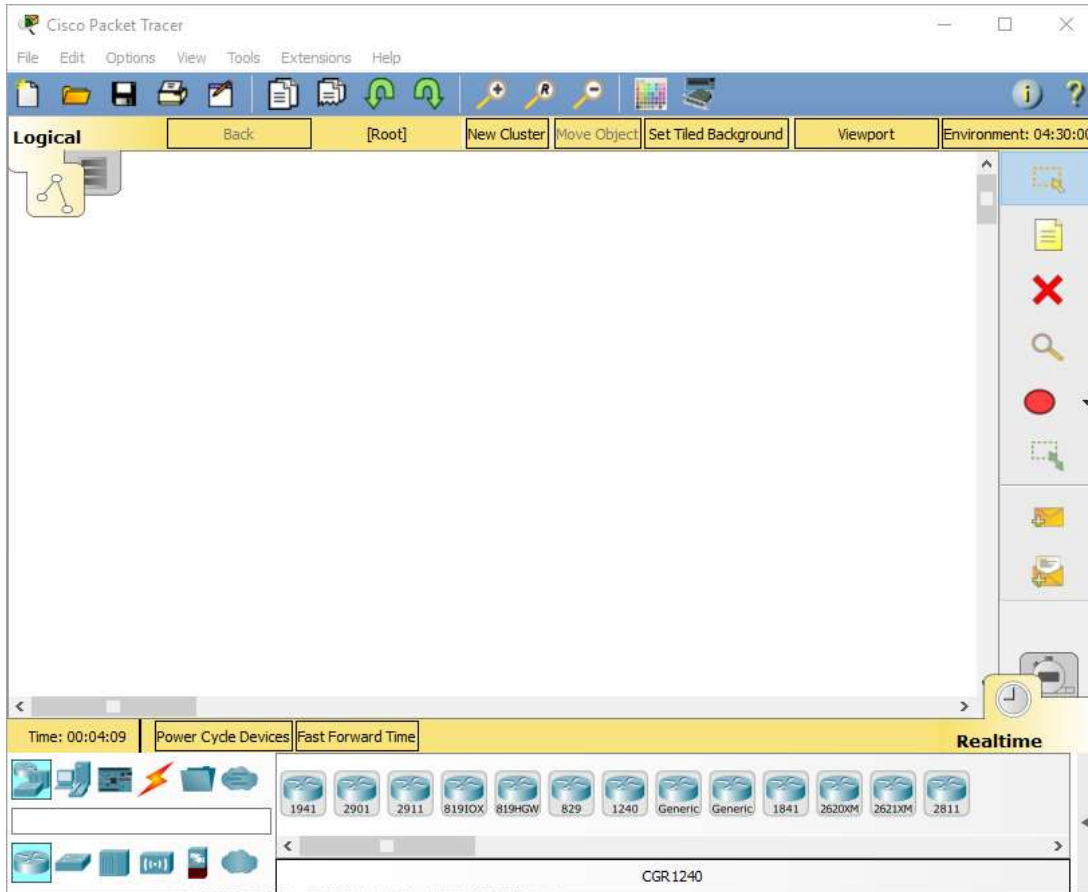 Cisco Packet Tracer
File Edit Options View Tools Extensions Help
R i ?
Logical Back [Root] New Cluster Move Object Set Tiled Background Viewport Environment: 04:30:00
Time: 00:04:09 Power Cycle Devices Fast Forward Time Realtime
1941 2901 2911 819IOX 819HGW 829 1240 Generic Generic 1841 2620XM 2621XM 2811
CGR1240